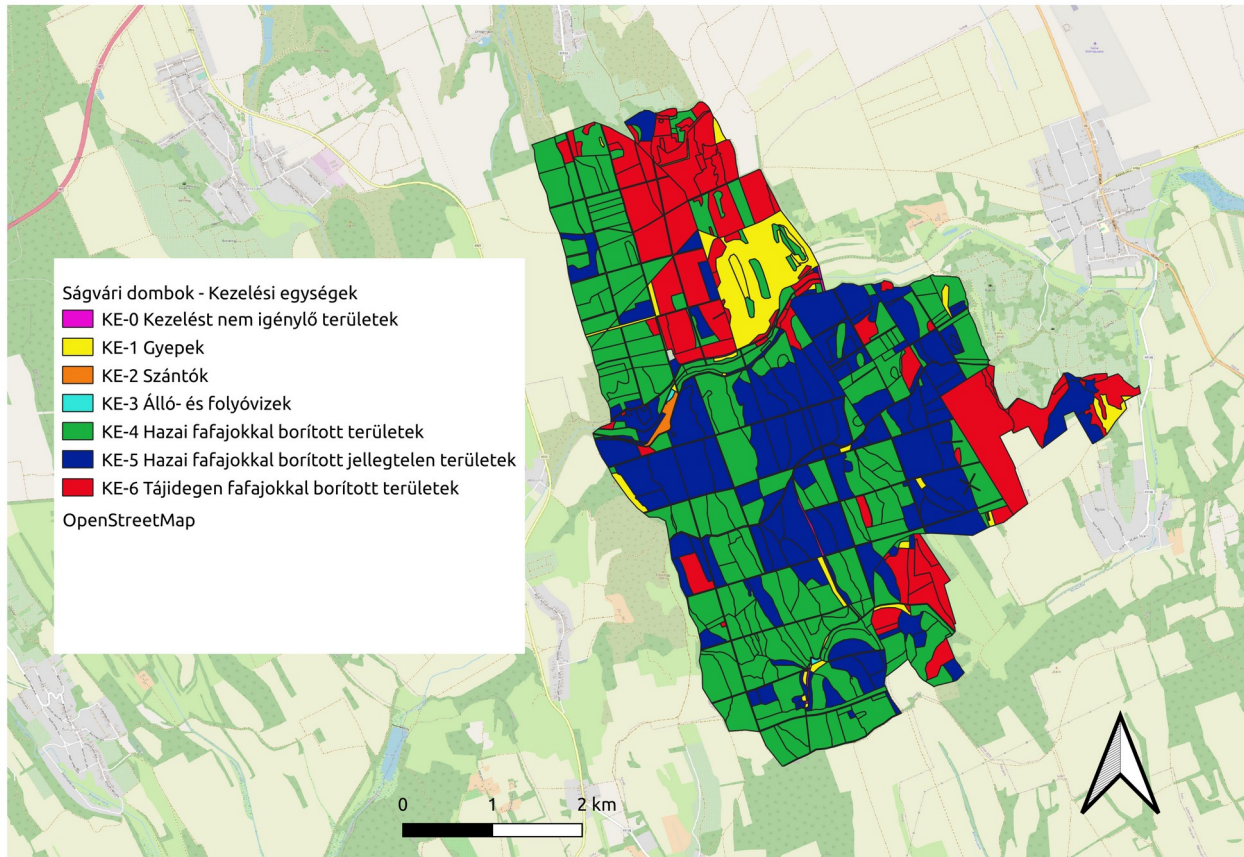 Ságvári dombok - Kezelési egységek
KE-0 Kezelést nem igénylő területek
KE-1 Gyepek
KE-2 Szántók
KE-3 Álló- és folyóvizek
KE-4 Hazai fafajokkal borított területek
KE-5 Hazai fafajokkal borított jellegtelen területek
KE-6 Tájidegen fafajokkal borított területek
OpenStreetMap
0 1 2 km